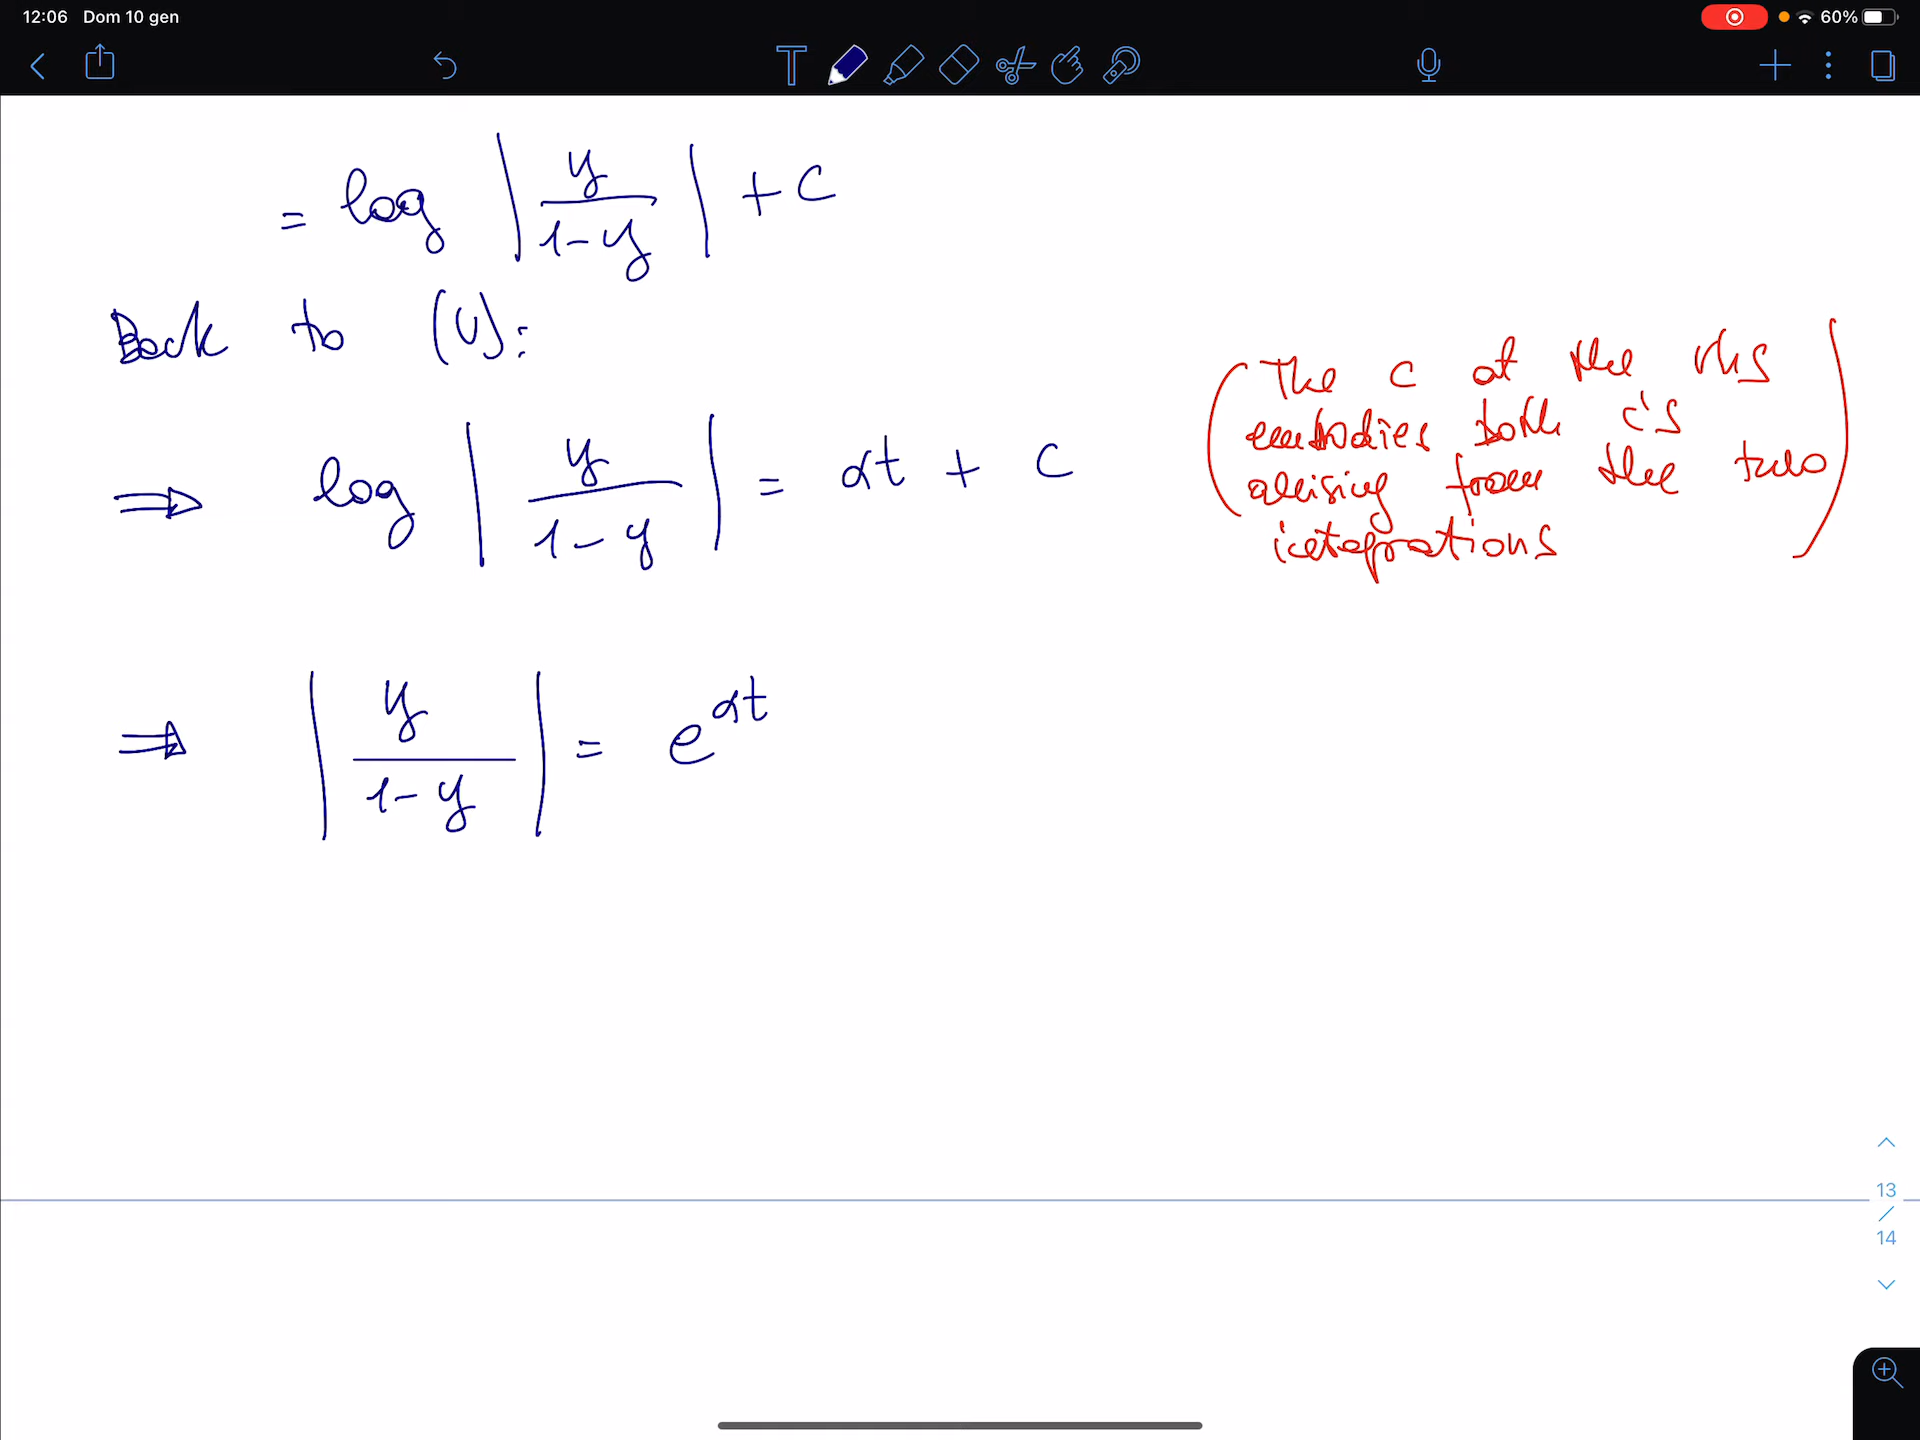 12:06 Dom 10 gen 60%
= log | y / 1-y | + c
Back to (V):
(The c at the rhs
embodies both c's
arising from the two
integrations)
⟹ log | y / 1-y | = αt + c
⟹ | y / 1-y | = e^αt
13
/
14